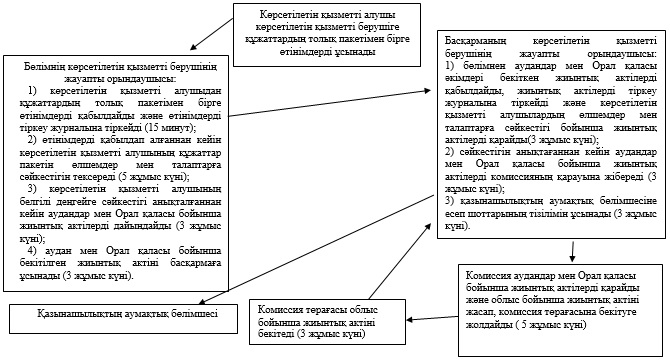 Көрсетілетін қызметті алушы
көрсетілетін қызметті берушіге
құжаттардың толық пакетімен бірге
өтінімдерді ұсынады
Бөлімнің көрсетілетін қызметті берушінің
жауапты орындаушысы:
1) көрсетілетін қызметті алушыдан
құжаттардың толық пакетімен бірге
өтінімдерді қабылдайды және өтінімдерді
тіркеу журналына тіркейді (15 минут);
2) өтінімдерді қабылдап алғаннан кейін
көрсетілетін қызметті алушының құжаттар
пакетін өлшемдер мен талаптарға
сәйкестігін тексереді (5 жұмыс күні);
3) көрсетілетін қызметті алушының
белгілі деңгейге сәйкестігі анықталғаннан
кейін аудандар мен Орал қаласы бойынша
жиынтық актілерді дайындайды (3 жұмыс
күні);
4) аудан мен Орал қаласы бойынша
бекітілген жиынтық актіні басқармаға
ұсынады (3 жұмыс күні).
Басқарманың көрсетілетін қызметті
берушінің жауапты орындаушысы:
1) бөлімнен аудандар мен Орал қаласы
әкімдері бекіткен жиынтық актілерді
қабылдайды, жиынтық актілерді тіркеу
журналына тіркейді және көрсетілетін
қызметті алушылардың өлшемдер мен
талаптарға сәйкестігі бойынша жиынтық
актілерді қарайды(3 жұмыс күні);
2) сәйкестігін анықтағаннан кейін аудандар
мен Орал қаласы бойынша жиынтық
актілерді комиссияның қарауына жібереді (3
жұмыс күні);
3) қазынашылықтың аумақтық бөлімшесіне
есеп шоттарының тізілімін ұсынады (3 жұмыс
күні).
Комиссия аудандар мен Орал қаласы
бойынша жиынтық актілерді қарайды
және облыс бойынша жиынтық актіні
жасап, комиссия төрағасына бекітуге
жолдайды ( 5 жұмыс күні)
Комиссия төрағасы облыс
бойынша жиынтық актіні
бекітеді (3 жұмыс күні)
Қазынашылықтың аумақтық бөлімшесі